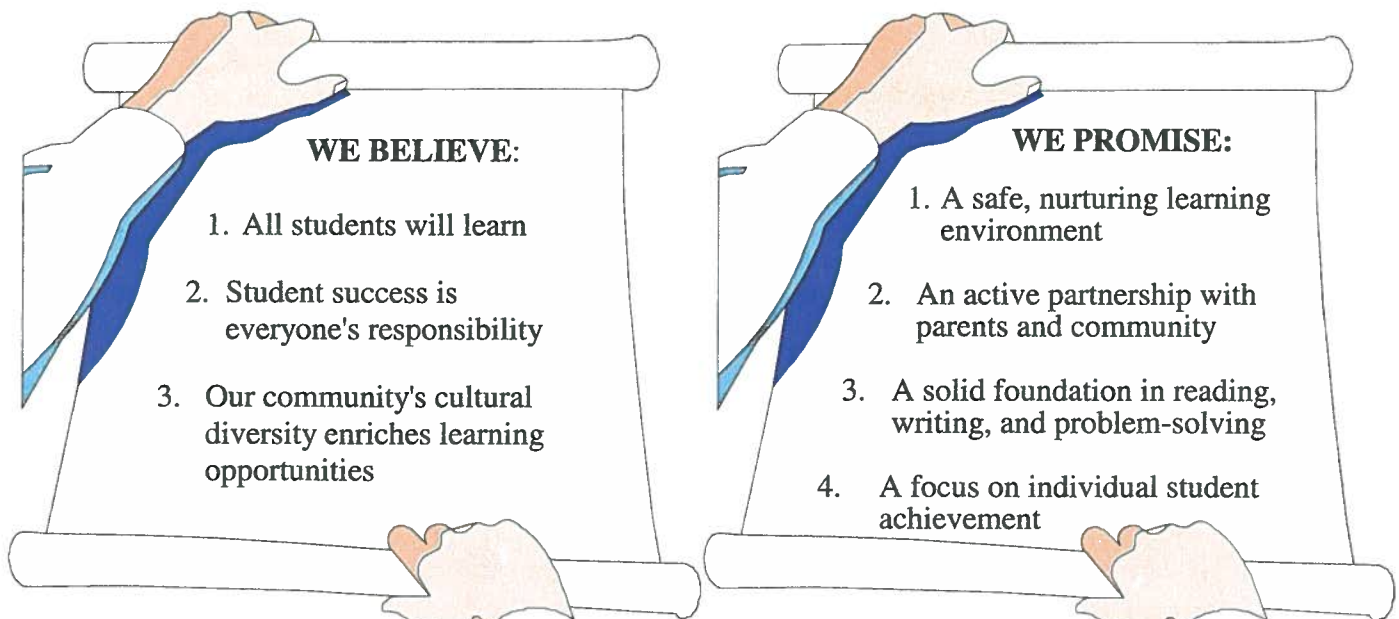 WE BELIEVE:
1. All students will learn
2. Student success is
everyone's responsibility
3. Our community's cultural
diversity enriches learning
opportunities
WE PROMISE:
1. A safe, nurturing learning
environment
2. An active partnership with
parents and community
3. A solid foundation in reading,
writing, and problem-solving
4. A focus on individual student
achievement